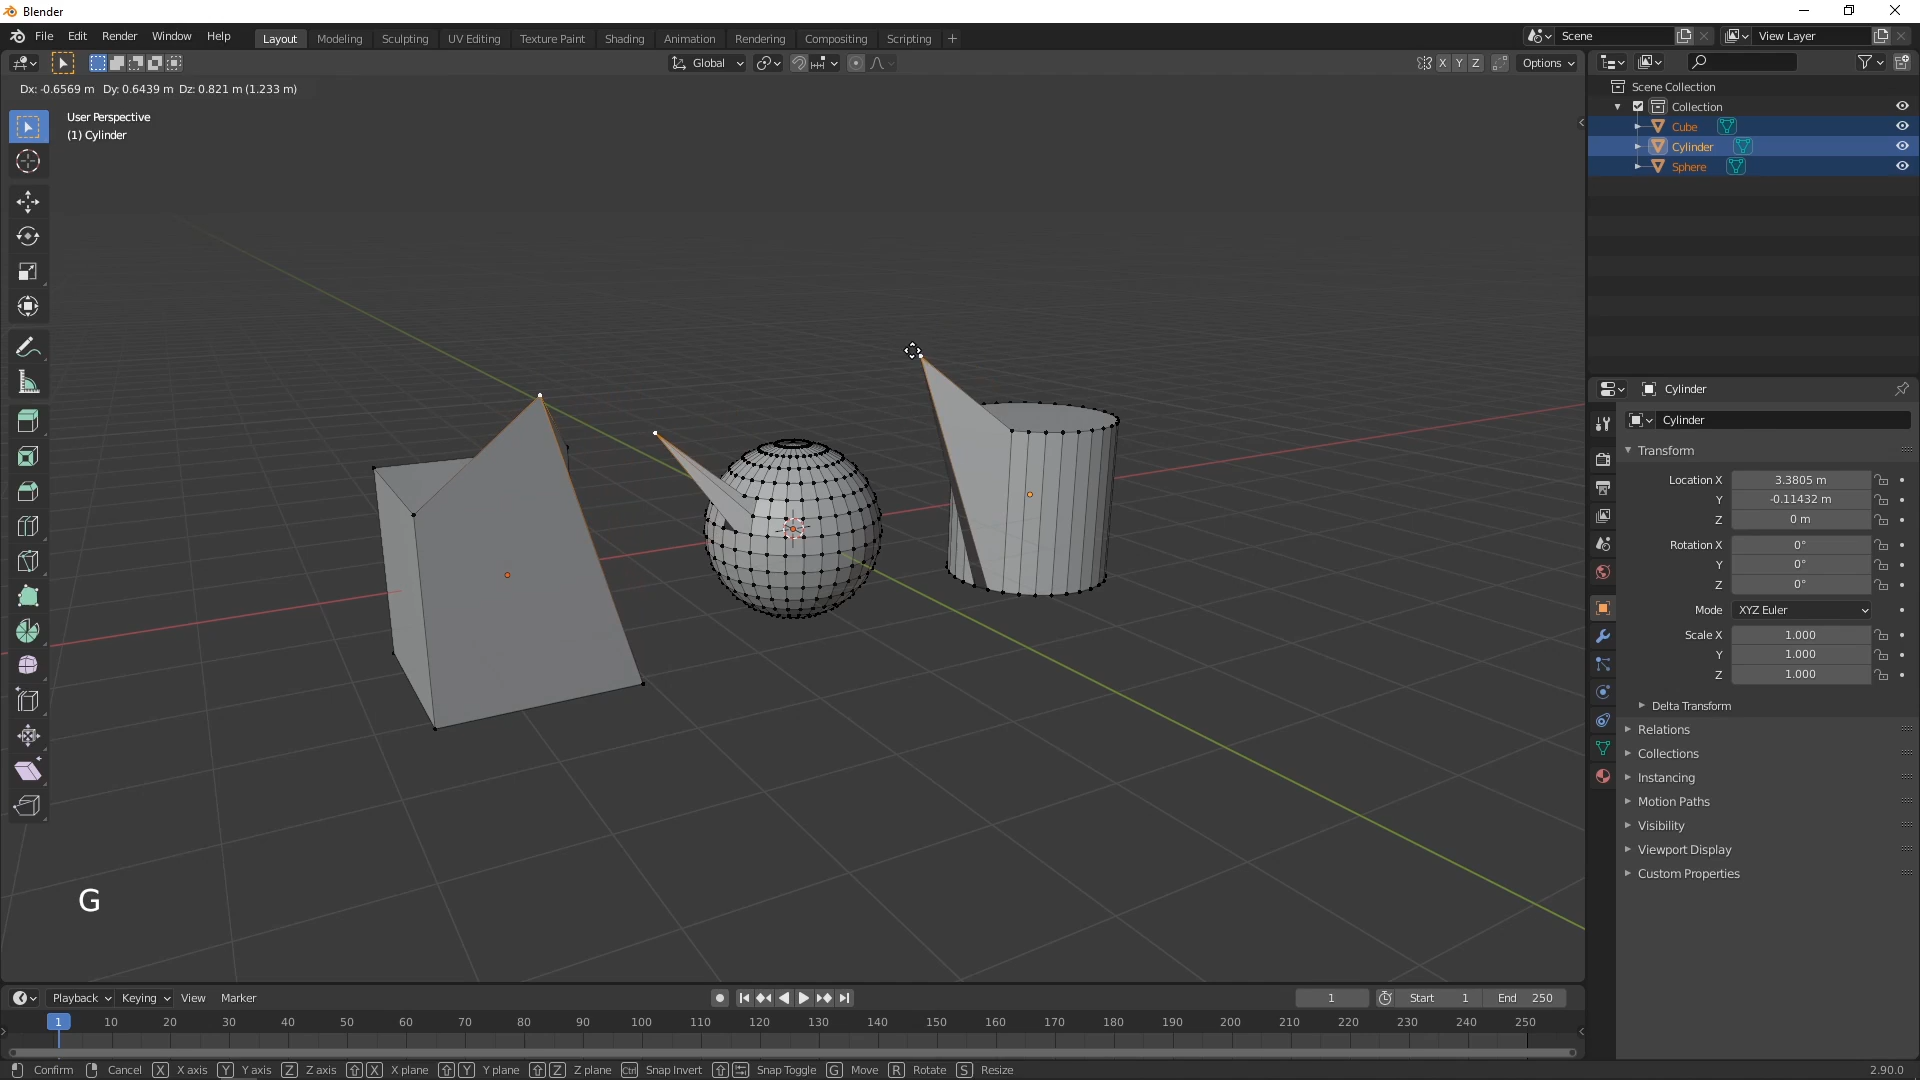 Blender
File Edit Render Window Help
Layout Modeling Sculpting UV Editing Texture Paint Shading Animation Rendering Compositing Scripting +
Scene
View Layer
Global
X Y Z
Options
Dx: -0.6569 m Dy: 0.6439 m Dz: 0.821 m (1.233 m)
User Perspective
(1) Cylinder
G
Scene Collection
Collection
Cube
Cylinder
Sphere
Cylinder
Cylinder
Transform
Location X 3.3805 m
Y -0.11432 m
Z 0 m
Rotation X 0°
Y 0°
Z 0°
Mode XYZ Euler
Scale X 1.000
Y 1.000
Z 1.000
Delta Transform
Relations
Collections
Instancing
Motion Paths
Visibility
Viewport Display
Custom Properties
Playback Keying View Marker
1 Start 1 End 250
1 10 20 30 40 50 60 70 80 90 100 110 120 130 140 150 160 170 180 190 200 210 220 230 240 250
Confirm Cancel X X axis Y Y axis Z Z axis X X plane Y Y plane Z Z plane Ctrl Snap Invert Snap Toggle G Move R Rotate S Resize
2.90.0